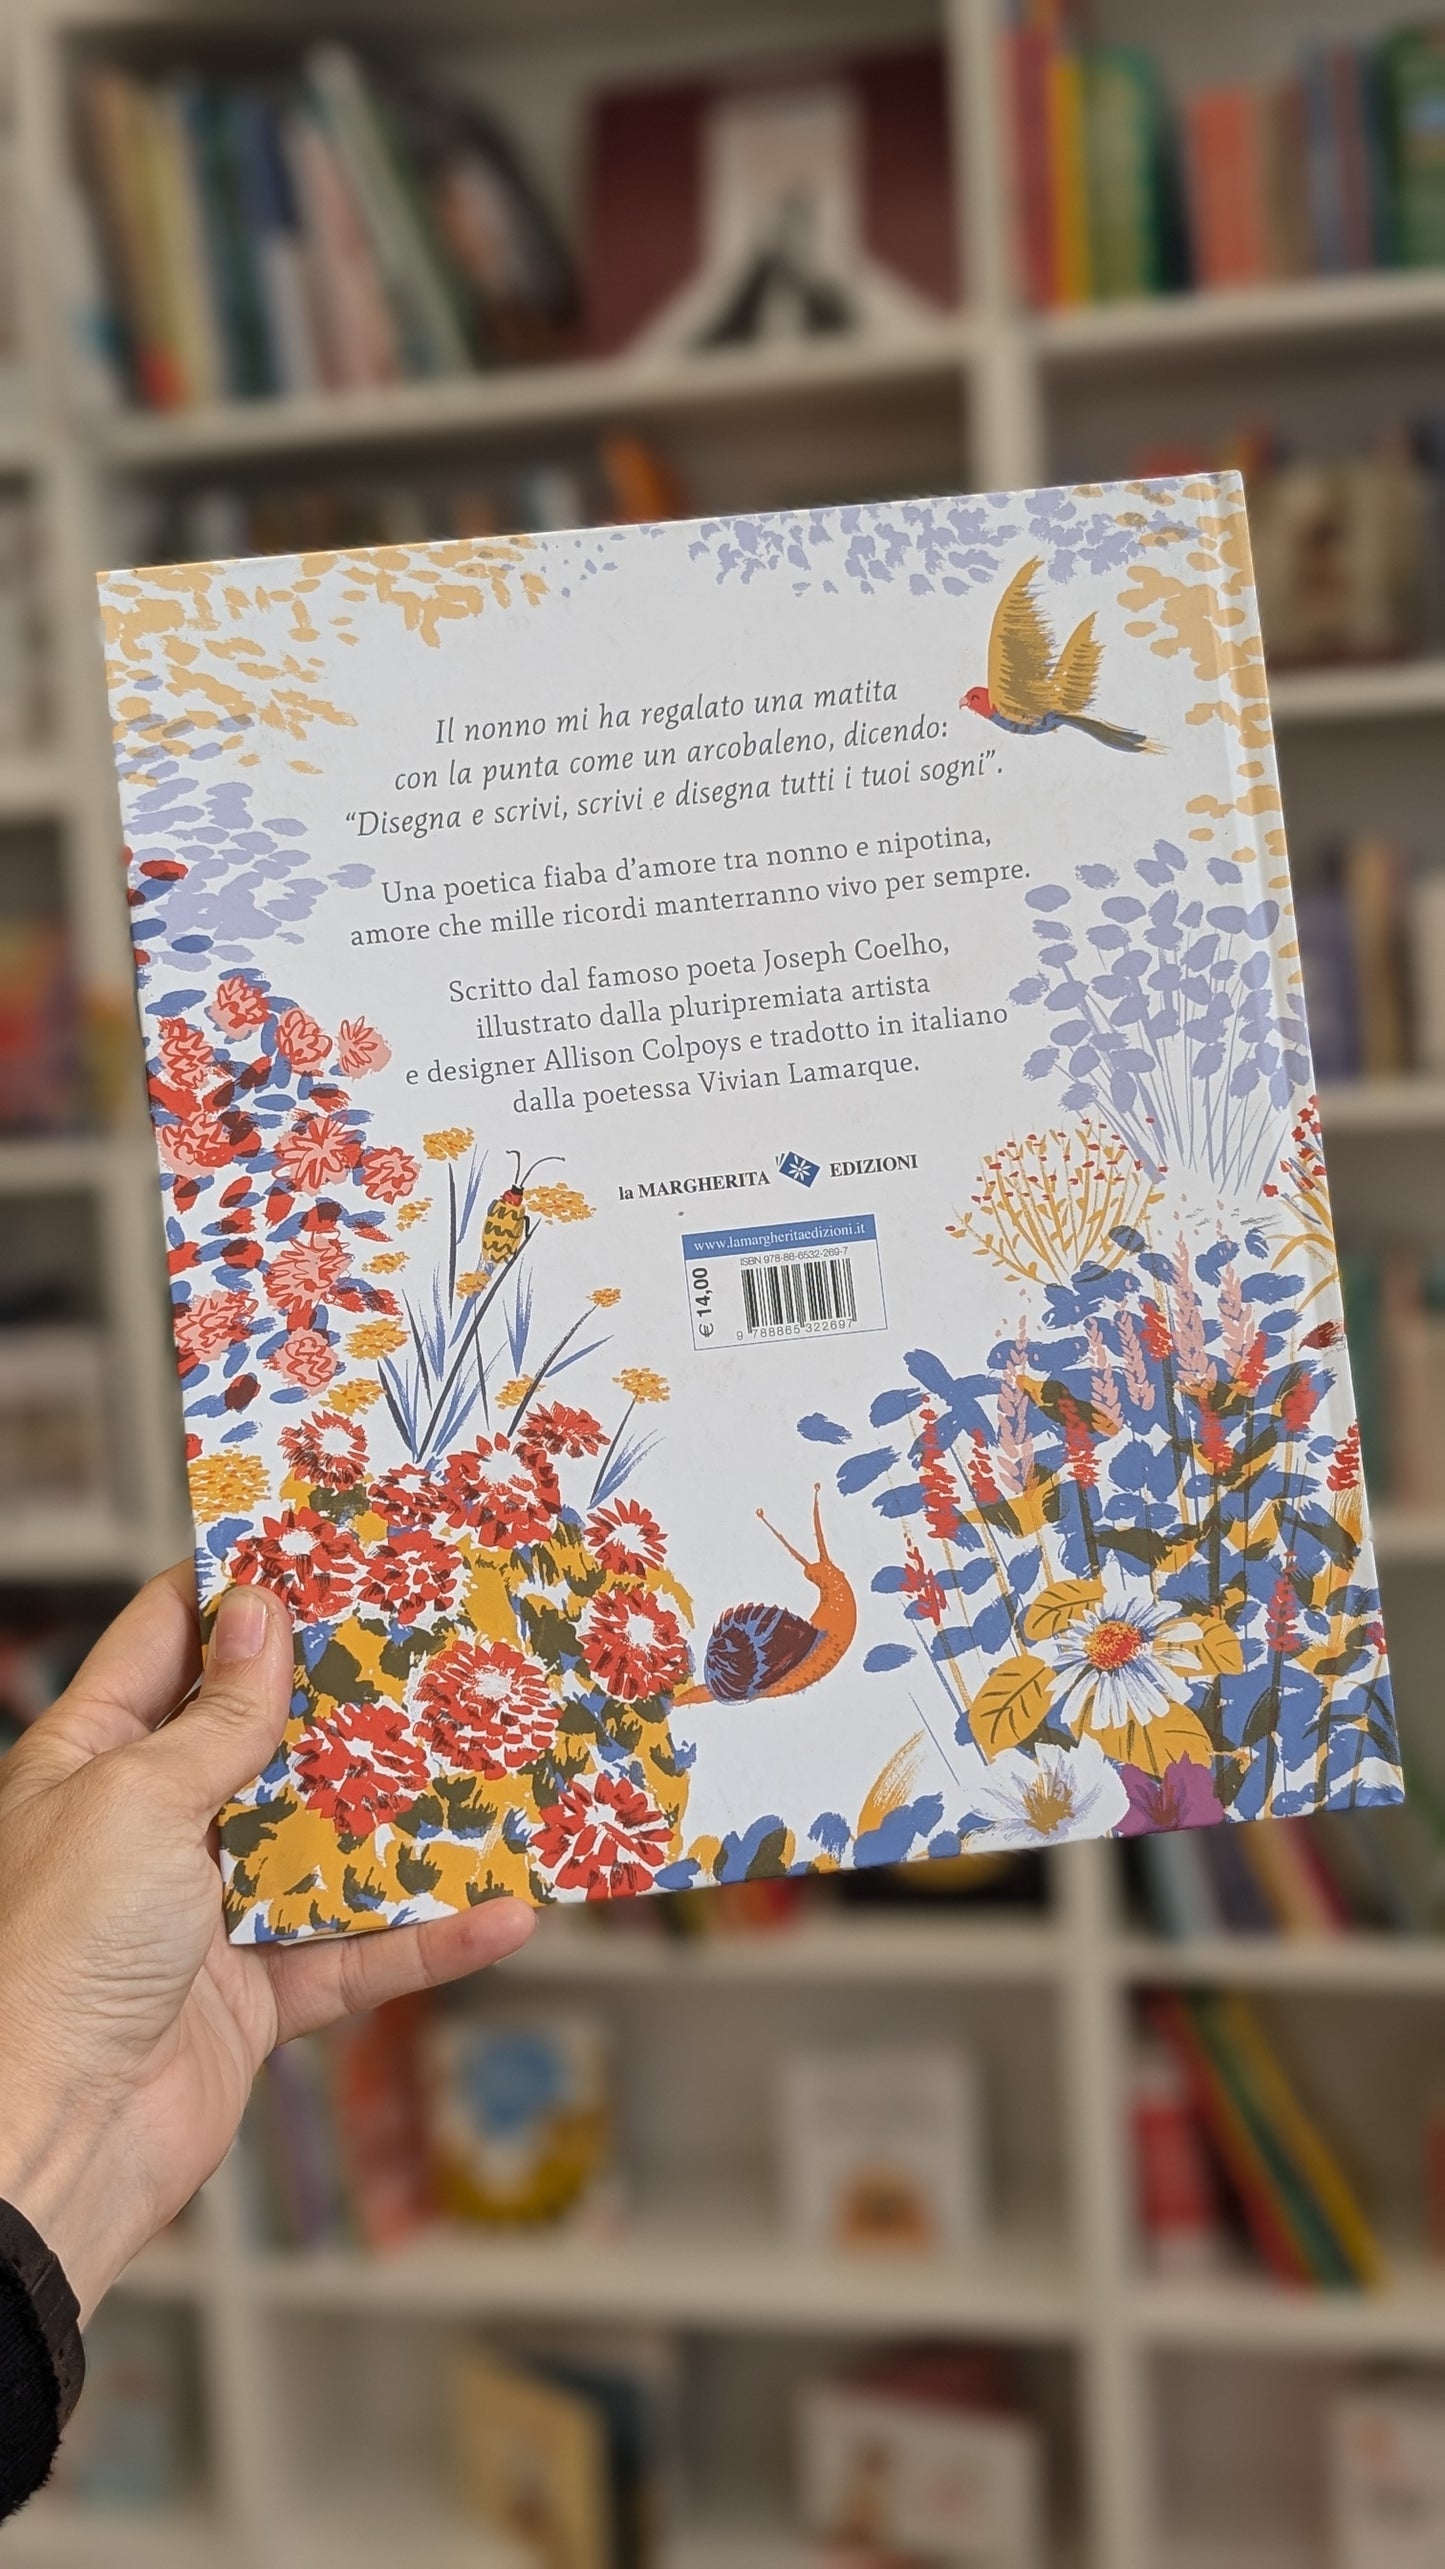 Il nonno mi ha regalato una matita
con la punta come un arcobaleno, dicendo:
“Disegna e scrivi, scrivi e disegna tutti i tuoi sogni”.
Una poetica fiaba d’amore tra nonno e nipotina,
amore che mille ricordi manterranno vivo per sempre.
Scritto dal famoso poeta Joseph Coelho,
illustrato dalla pluripremiata artista
e designer Allison Colpoys e tradotto in italiano
dalla poetessa Vivian Lamarque.
la MARGHERITA EDIZIONI
www.lamargheritaedizioni.it
ISBN 978-88-6532-269-7
€ 14,00
9 788865 322697